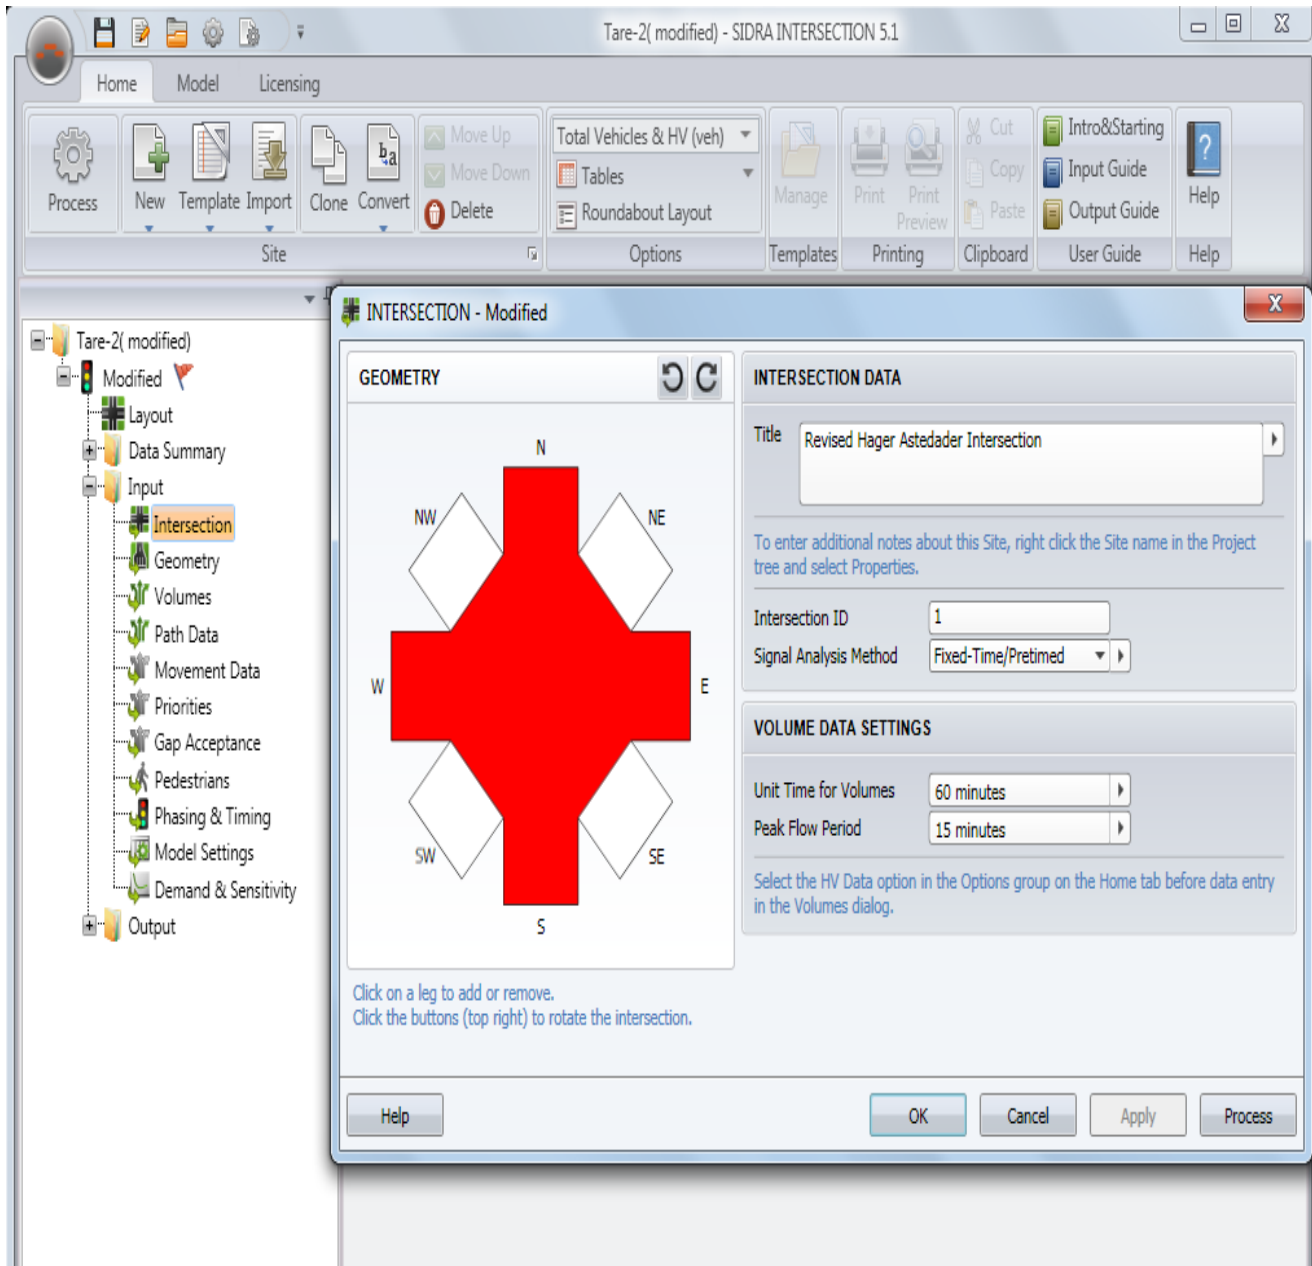 Tare-2( modified) - SIDRA INTERSECTION 5.1
Home Model Licensing
Process
New
Template
Import
Clone
Convert
Move Up
Move Down
Delete
Site
Total Vehicles & HV (veh)
Tables
Roundabout Layout
Options
Manage
Templates
Print
Print Preview
Printing
Cut
Copy
Paste
Clipboard
Intro&Starting
Input Guide
Output Guide
User Guide
Help
Help
Tare-2( modified)
Modified
Layout
Data Summary
Input
Intersection
Geometry
Volumes
Path Data
Movement Data
Priorities
Gap Acceptance
Pedestrians
Phasing & Timing
Model Settings
Demand & Sensitivity
Output
INTERSECTION - Modified
GEOMETRY
N
NW
NE
W
E
SW
SE
S
Click on a leg to add or remove.
Click the buttons (top right) to rotate the intersection.
INTERSECTION DATA
Title Revised Hager Astedader Intersection
To enter additional notes about this Site, right click the Site name in the Project
tree and select Properties.
Intersection ID 1
Signal Analysis Method Fixed-Time/Pretimed
VOLUME DATA SETTINGS
Unit Time for Volumes 60 minutes
Peak Flow Period 15 minutes
Select the HV Data option in the Options group on the Home tab before data entry
in the Volumes dialog.
Help OK Cancel Apply Process